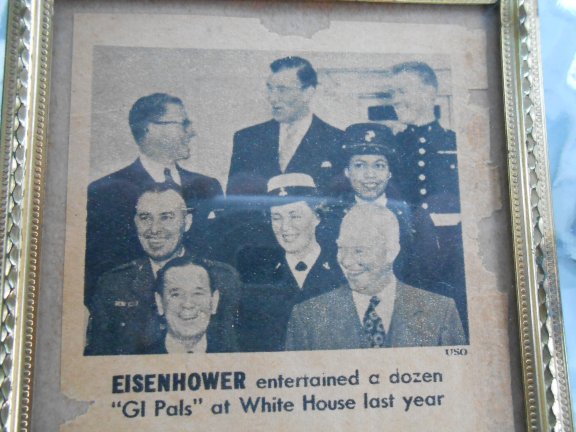 USO
EISENHOWER entertained a dozen
"GI Pals" at White House last year